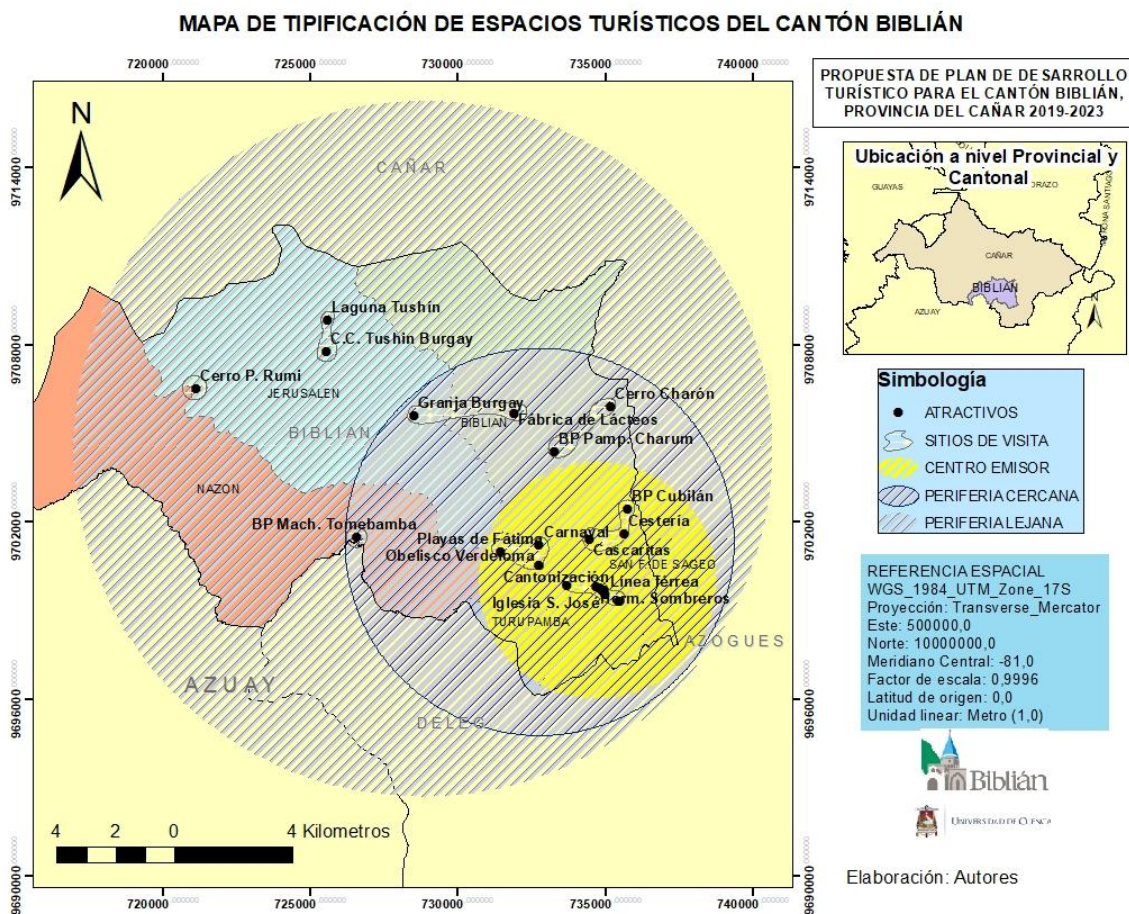 MAPA DE TIPIFICACIÓN DE ESPACIOS TURÍSTICOS DEL CANTÓN BIBLIÁN
720000 725000 730000 735000 740000
N
9714000
9708000
9702000
9696000
9690000
CAÑAR
Laguna Tushín
C.C. Tushin Burgay
Cerro P. Rumi
JERUSALEN
Granja Burgay
BIBLIAN
BIBLIAN
Fábrica de Lácteos
Cerro Charón
BP Pamp. Charum
NAZON
BP Mach. Tomebamba
BP Cubilán
Cestería
Playas de Fátima
Carnaval
Obelisco Verdeloma
Cascaritas
SAN F. DE SAGEO
Cantonización
Línea férrea
Iglesia S. José
Sombreros
TURUPAMBA
AZOGUES
AZUAY
DELEG
4 2 0 4 Kilometros
9714000
9708000
9702000
9696000
9690000
720000 725000 730000 735000 740000
PROPUESTA DE PLAN DE DESARROLLO
TURÍSTICO PARA EL CANTÓN BIBLIÁN,
PROVINCIA DEL CAÑAR 2019-2023
Ubicación a nivel Provincial y
Cantonal
GUAYAS
ORAZO
CAÑAR
BIBLIÁN
AZUAY
N
Simbología
ATRACTIVOS
SITIOS DE VISITA
CENTRO EMISOR
PERIFERIA CERCANA
PERIFERIA LEJANA
REFERENCIA ESPACIAL
WGS_1984_UTM_Zone_17S
Proyección: Transverse_Mercator
Este: 500000,0
Norte: 10000000,0
Meridiano Central: -81,0
Factor de escala: 0,9996
Latitud de origen: 0,0
Unidad linear: Metro (1,0)
Biblián
UNIVERSIDAD DE CUENCA
Elaboración: Autores